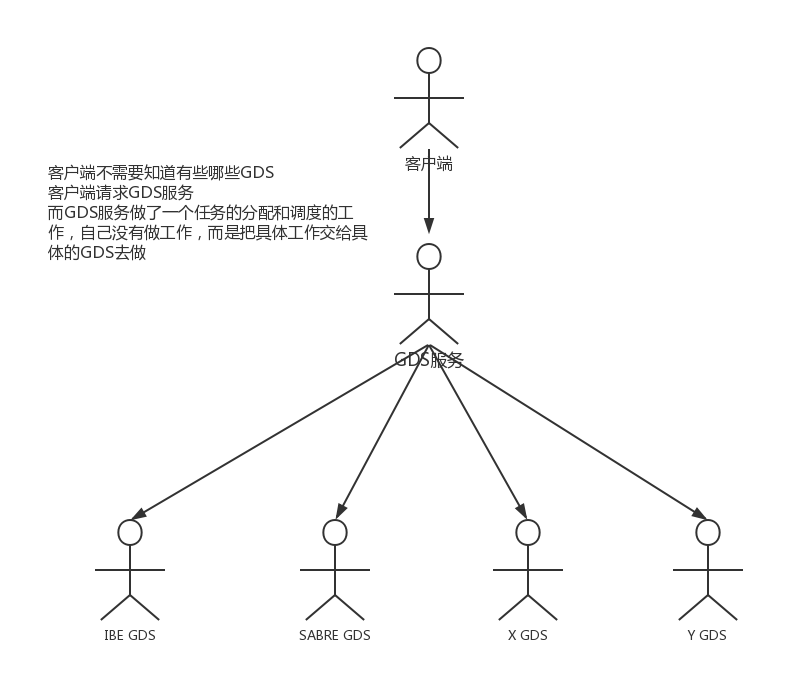 客户端
客户端不需要知道有些哪些GDS
客户端请求GDS服务
而GDS服务做了一个任务的分配和调度的工
作，自己没有做工作，而是把具体工作交给具
体的GDS去做
GDS服务
IBE GDS
SABRE GDS
X GDS
Y GDS